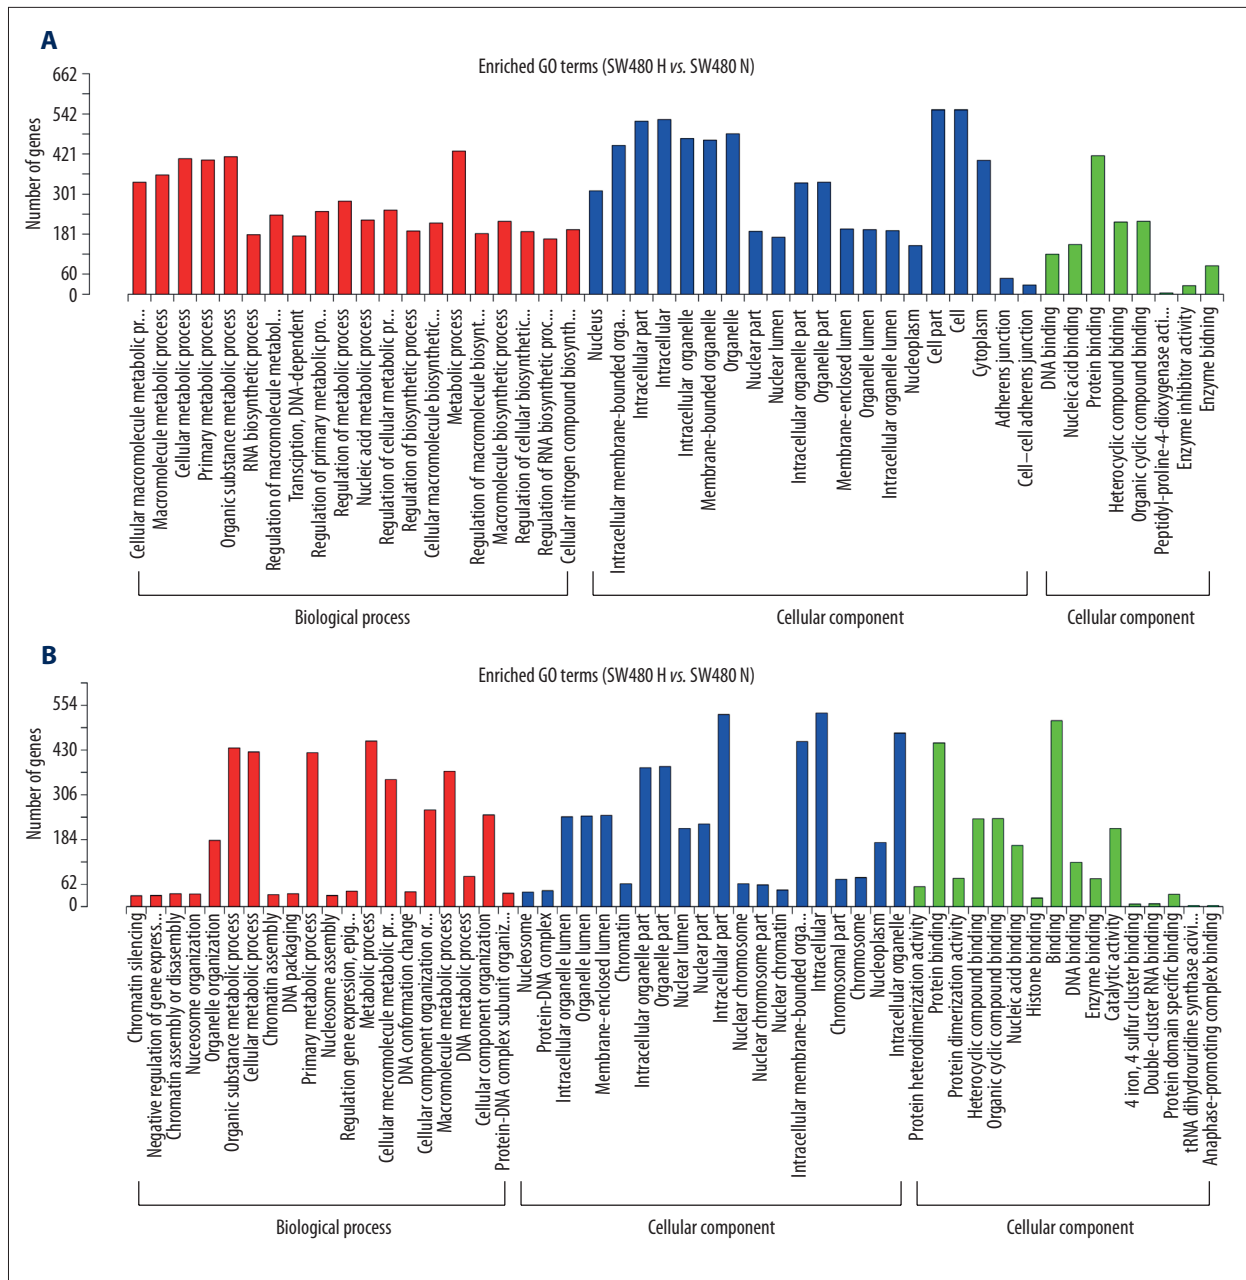 A
Enriched GO terms (SW480 H vs. SW480 N)
Number of genes
662
542
421
301
181
60
0
Cellular macromolecule metabolic pr...
Macromolecule metabolic process
Cellular metabolic process
Primary metabolic process
Organic substance metabolic process
RNA biosynthetic process
Regulation of macromolecule metabol...
Transcription, DNA-dependent
Regulation of primary metabolic pro...
Regulation of metabolic process
Nucleic acid metabolic process
Regulation of cellular metabolic pr...
Regulation of biosynthetic process
Cellular macromolecule biosynthetic...
Metabolic process
Regulation of macromolecule biosynt...
Macromolecule biosynthetic process
Regulation of cellular biosynthetic...
Regulation of RNA biosynthetic proc...
Cellular nitrogen compound biosynth...
Nucleus
Intracellular membrane-bounded orga...
Intracellular part
Intracellular
Intracellular organelle
Membrane-bounded organelle
Organelle
Nuclear part
Nuclear lumen
Intracellular organelle part
Organelle part
Membrane-enclosed lumen
Organelle lumen
Intracellular organelle lumen
Nucleoplasm
Cell part
Cell
Cytoplasm
Adherens junction
Cell–cell adherens junction
DNA binding
Nucleic acid binding
Protein binding
Heterocyclic compound bidning
Organic cyclic compound binding
Peptidyl-proline-4-dioxygenase acti...
Enzyme inhibitor activity
Enzyme bidning
Biological process
Cellular component
Cellular component
B
Enriched GO terms (SW480 H vs. SW480 N)
Number of genes
554
430
306
184
62
0
Chromatin silencing
Negative regulation of gene express...
Chromatin assembly or disassembly
Nuceosome organization
Organelle organization
Organic substance metabolic process
Cellular metabolic process
Chromatin assembly
DNA packaging
Primary metabolic process
Nucleosome assembly
Regulation gene expression, epig...
Metabolic process
Cellular mecromolecule metabolic pr...
DNA conformation change
Cellular component organization or...
Macromolecule metabolic process
DNA metabolic process
Cellular component organization
Protein-DNA complex subunit organiz...
Nucleosome
Protein-DNA complex
Intracellular organelle lumen
Organelle lumen
Membrane-enclosed lumen
Chromatin
Intracellular organelle part
Organelle part
Nuclear lumen
Nuclear part
Intracellular part
Nuclear chromosome
Nuclear chromosome part
Nuclear chromatin
Intracellular membrane-bounded orga...
Intracellular
Chromosomal part
Chromosome
Nucleoplasm
Intracellular organelle
Protein heterodimerization activity
Protein binding
Protein dimerization activity
Heterocyclic compound binding
Organic cyclic compound binding
Nucleic acid binding
Histone binding
Binding
DNA binding
Enzyme binding
Catalytic activity
4 iron, 4 sulfur cluster binding
Double-cluster RNA binding
Protein domain specific binding
tRNA dihydrouridine synthase acivi...
Anaphase-promoting complex binding
Biological process
Cellular component
Cellular component